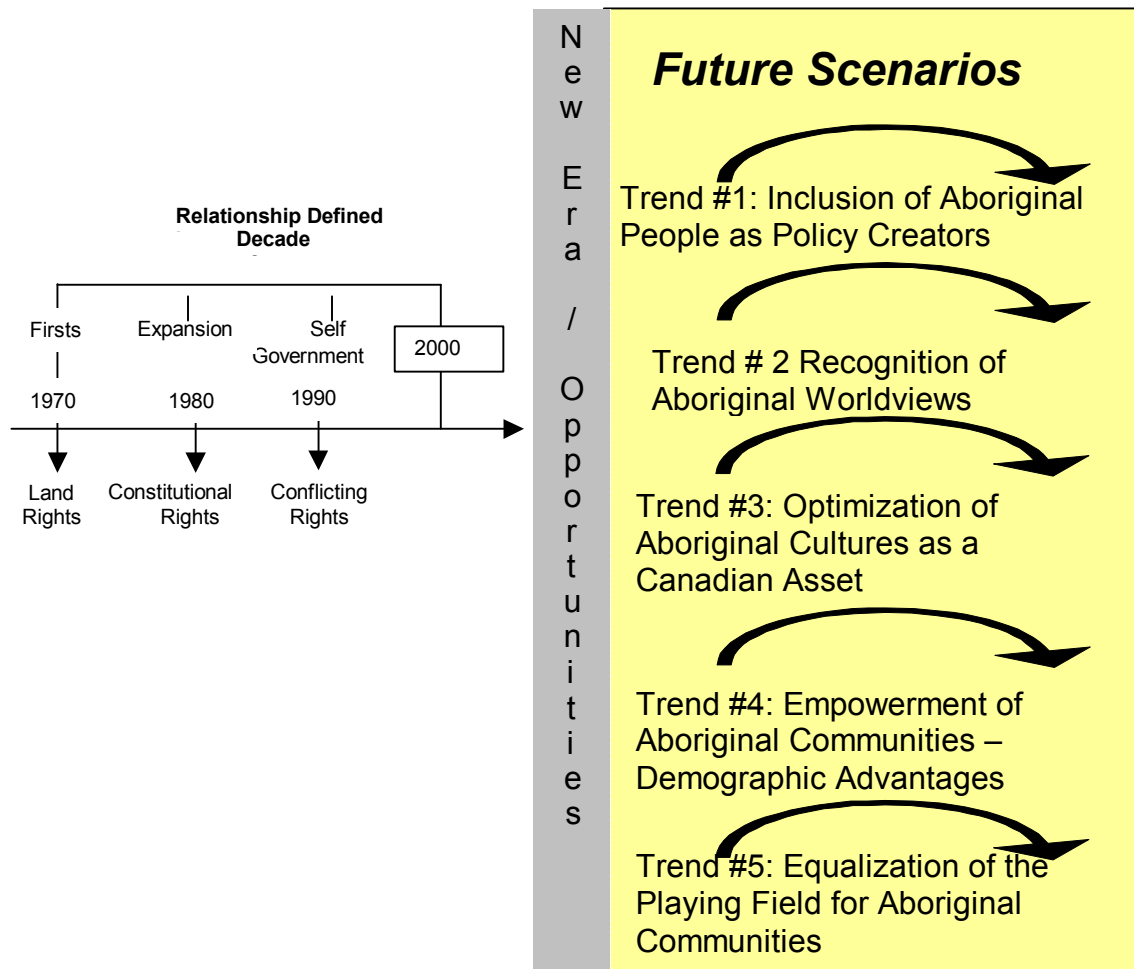 Relationship Defined
Decade
Firsts
Expansion
Self
Government
2000
1970
1980
1990
Land
Rights
Constitutional
Rights
Conflicting
Rights
New Era / Opportunities
Future Scenarios
Trend #1: Inclusion of Aboriginal
People as Policy Creators
Trend # 2 Recognition of
Aboriginal Worldviews
Trend #3: Optimization of
Aboriginal Cultures as a
Canadian Asset
Trend #4: Empowerment of
Aboriginal Communities –
Demographic Advantages
Trend #5: Equalization of the
Playing Field for Aboriginal
Communities